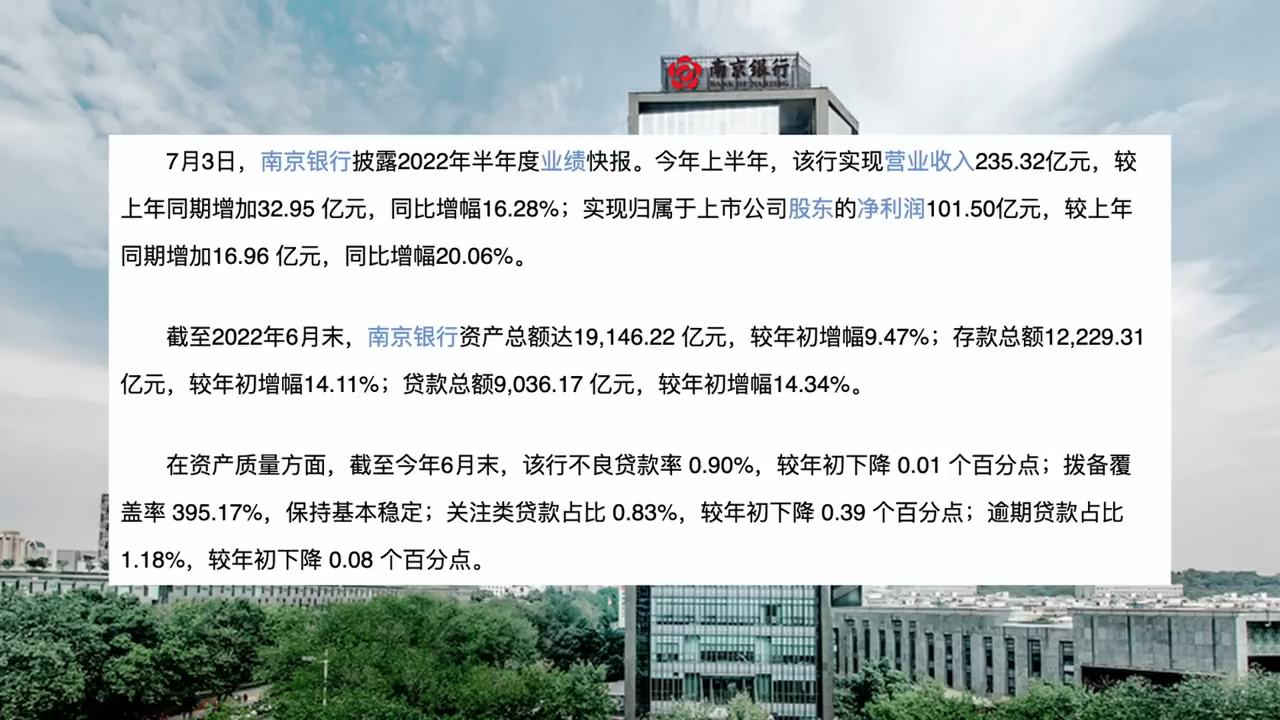 南京银行
BANK OF NANJING
7月3日，南京银行披露2022年半年度业绩快报。今年上半年，该行实现营业收入235.32亿元，较
上年同期增加32.95 亿元，同比增幅16.28%；实现归属于上市公司股东的净利润101.50亿元，较上年
同期增加16.96 亿元，同比增幅20.06%。
截至2022年6月末，南京银行资产总额达19,146.22 亿元，较年初增幅9.47%；存款总额12,229.31
亿元，较年初增幅14.11%；贷款总额9,036.17 亿元，较年初增幅14.34%。
在资产质量方面，截至今年6月末，该行不良贷款率 0.90%，较年初下降 0.01 个百分点；拨备覆
盖率 395.17%，保持基本稳定；关注类贷款占比 0.83%，较年初下降 0.39 个百分点；逾期贷款占比
1.18%，较年初下降 0.08 个百分点。